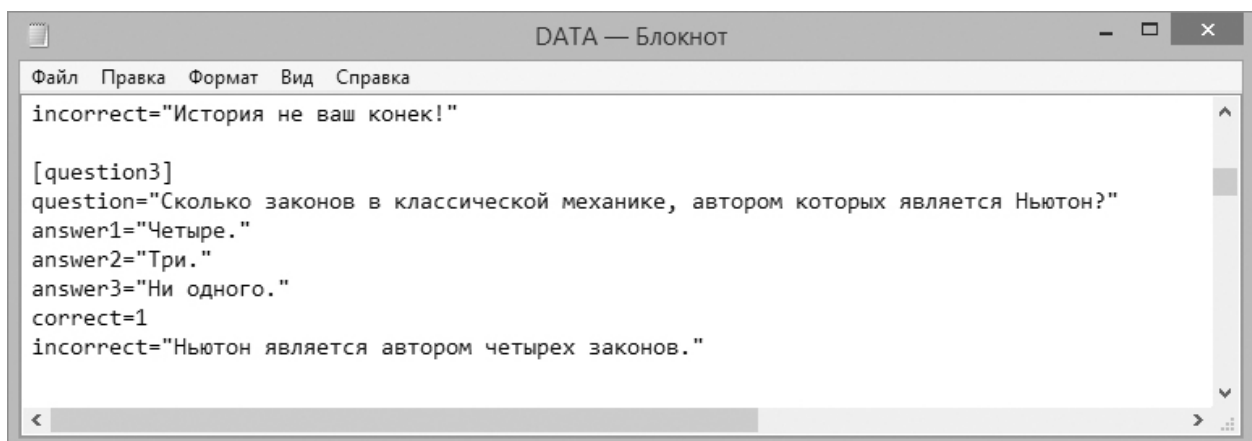 DATA — Блокнот
Файл Правка Формат Вид Справка
incorrect="История не ваш конек!"
[question3]
question="Сколько законов в классической механике, автором которых является Ньютон?"
answer1="Четыре."
answer2="Три."
answer3="Ни одного."
correct=1
incorrect="Ньютон является автором четырех законов."